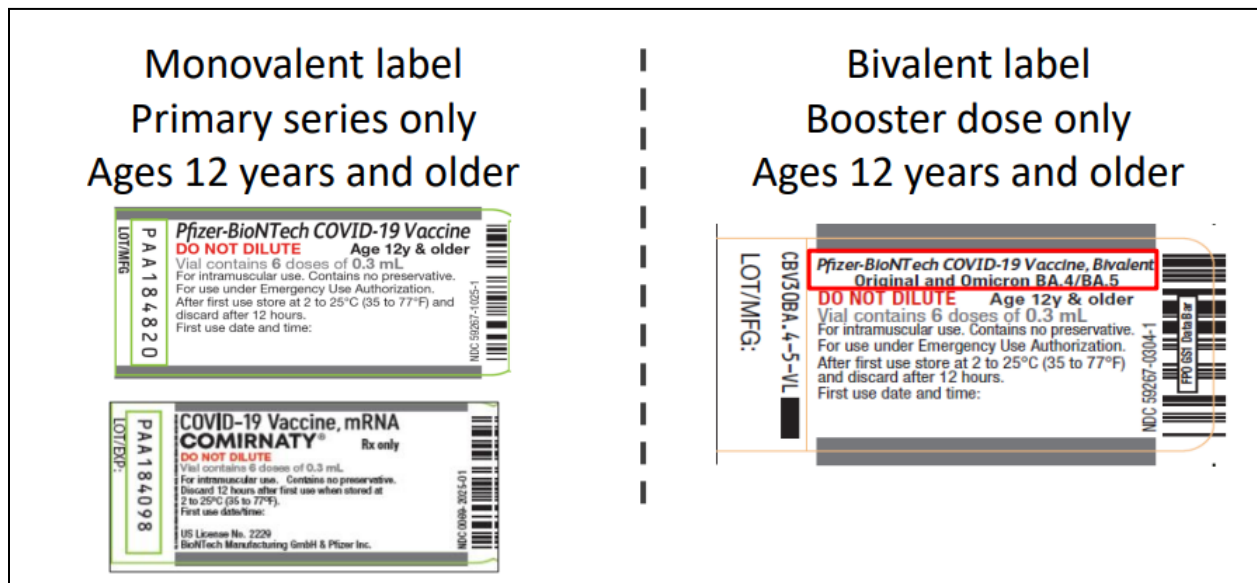 Monovalent label
Primary series only
Ages 12 years and older
LOT/MFG
PAA184820
Pfizer-BioNTech COVID-19 Vaccine
DO NOT DILUTE Age 12y & older
Vial contains 6 doses of 0.3 mL
For intramuscular use. Contains no preservative.
For use under Emergency Use Authorization.
After first use store at 2 to 25°C (35 to 77°F) and
discard after 12 hours.
First use date and time:
NDC 59267-1025-1
LOT/EXP:
PAA184098
COVID-19 Vaccine, mRNA
COMIRNATY® Rx only
DO NOT DILUTE
Vial contains 6 doses of 0.3 mL
For intramuscular use. Contains no preservative.
Discard 12 hours after first use when stored at
2 to 25°C (35 to 77°F).
First use date/time:
US License No. 2229
BioNTech Manufacturing GmbH & Pfizer Inc.
NDC 0069-2025-01
Bivalent label
Booster dose only
Ages 12 years and older
LOT/MFG:
CBV30BA.4-5-VL
Pfizer-BioNTech COVID-19 Vaccine, Bivalent
Original and Omicron BA.4/BA.5
DO NOT DILUTE Age 12y & older
Vial contains 6 doses of 0.3 mL
For intramuscular use. Contains no preservative.
For use under Emergency Use Authorization.
After first use store at 2 to 25°C (35 to 77°F)
and discard after 12 hours.
First use date and time:
NDC 59267-0304-1
FPO GS1 DataBar